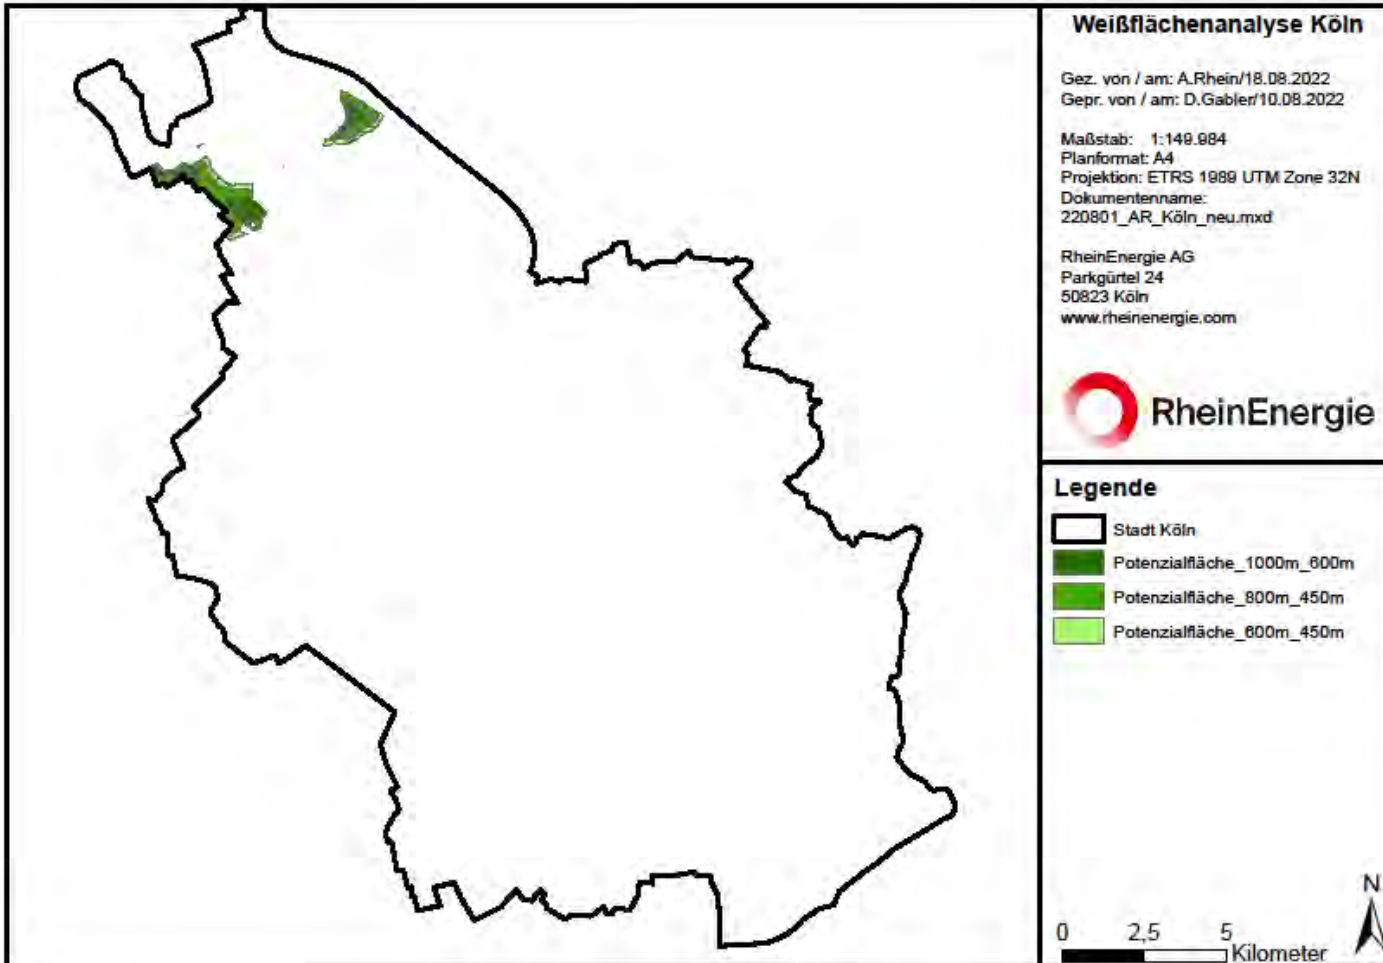 Weißflächenanalyse Köln
Gez. von / am: A.Rhein/18.08.2022
Gepr. von / am: D.Gabler/10.08.2022
Maßstab: 1:149.984
Planformat: A4
Projektion: ETRS 1989 UTM Zone 32N
Dokumentenname:
220801_AR_Köln_neu.mxd
RheinEnergie AG
Parkgürtel 24
50823 Köln
www.rheinenergie.com
RheinEnergie
Legende
Stadt Köln
Potenzialfläche_1000m_600m
Potenzialfläche_800m_450m
Potenzialfläche_600m_450m
N
0 2,5 5
Kilometer